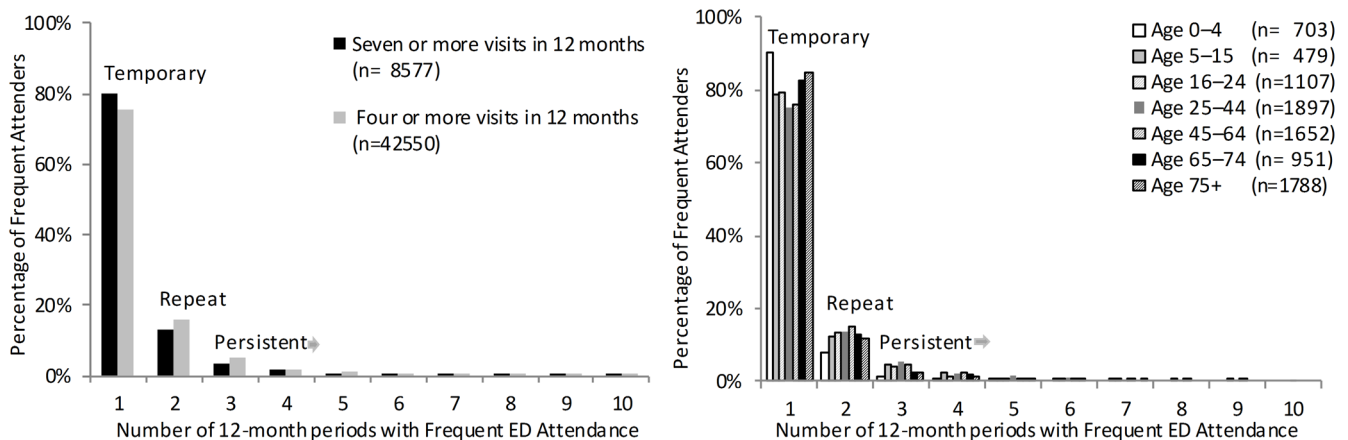 100%
80%
60%
40%
20%
0%
Percentage of Frequent Attenders
Temporary
Repeat
Persistent
Seven or more visits in 12 months
(n= 8577)
Four or more visits in 12 months
(n=42550)
1 2 3 4 5 6 7 8 9 10
Number of 12-month periods with Frequent ED Attendance
100%
80%
60%
40%
20%
0%
Percentage of Frequent Attenders
Temporary
Repeat
Persistent
Age 0–4 (n= 703)
Age 5–15 (n= 479)
Age 16–24 (n=1107)
Age 25–44 (n=1897)
Age 45–64 (n=1652)
Age 65–74 (n= 951)
Age 75+ (n=1788)
1 2 3 4 5 6 7 8 9 10
Number of 12-month periods with Frequent ED Attendance